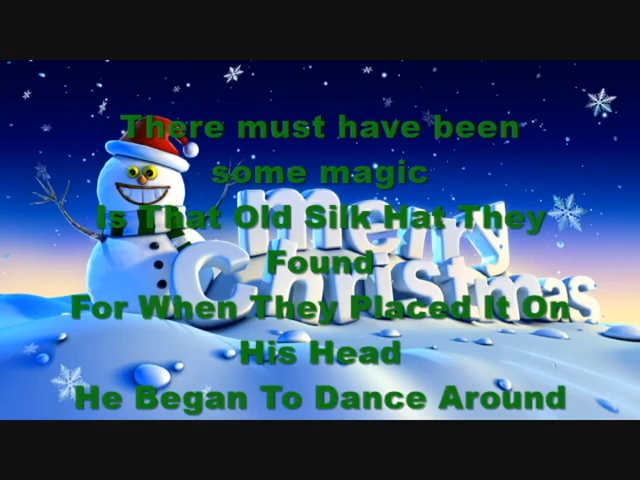 There must have been
some magic
Is That Old Silk Hat They
Found
For When They Placed It On
His Head
He Began To Dance Around
merry
Christmas